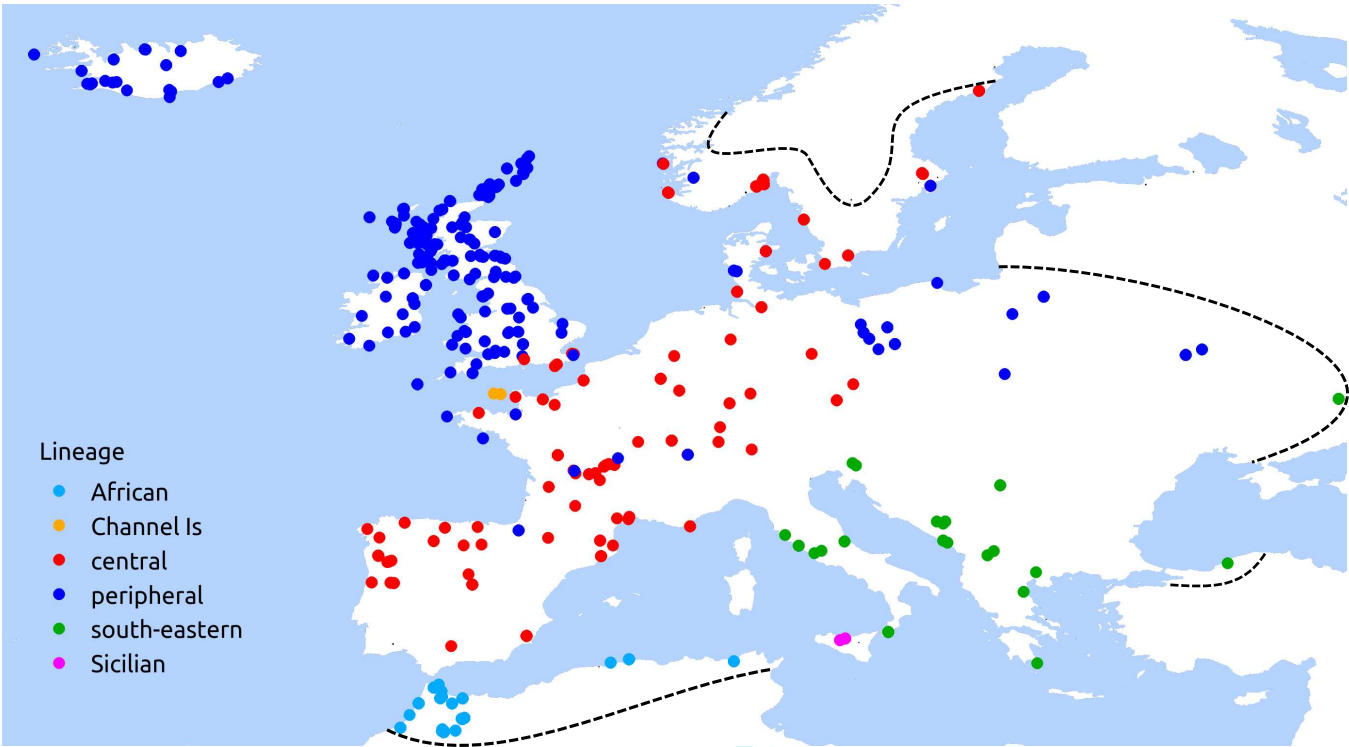 Lineage
African
Channel Is
central
peripheral
south-eastern
Sicilian